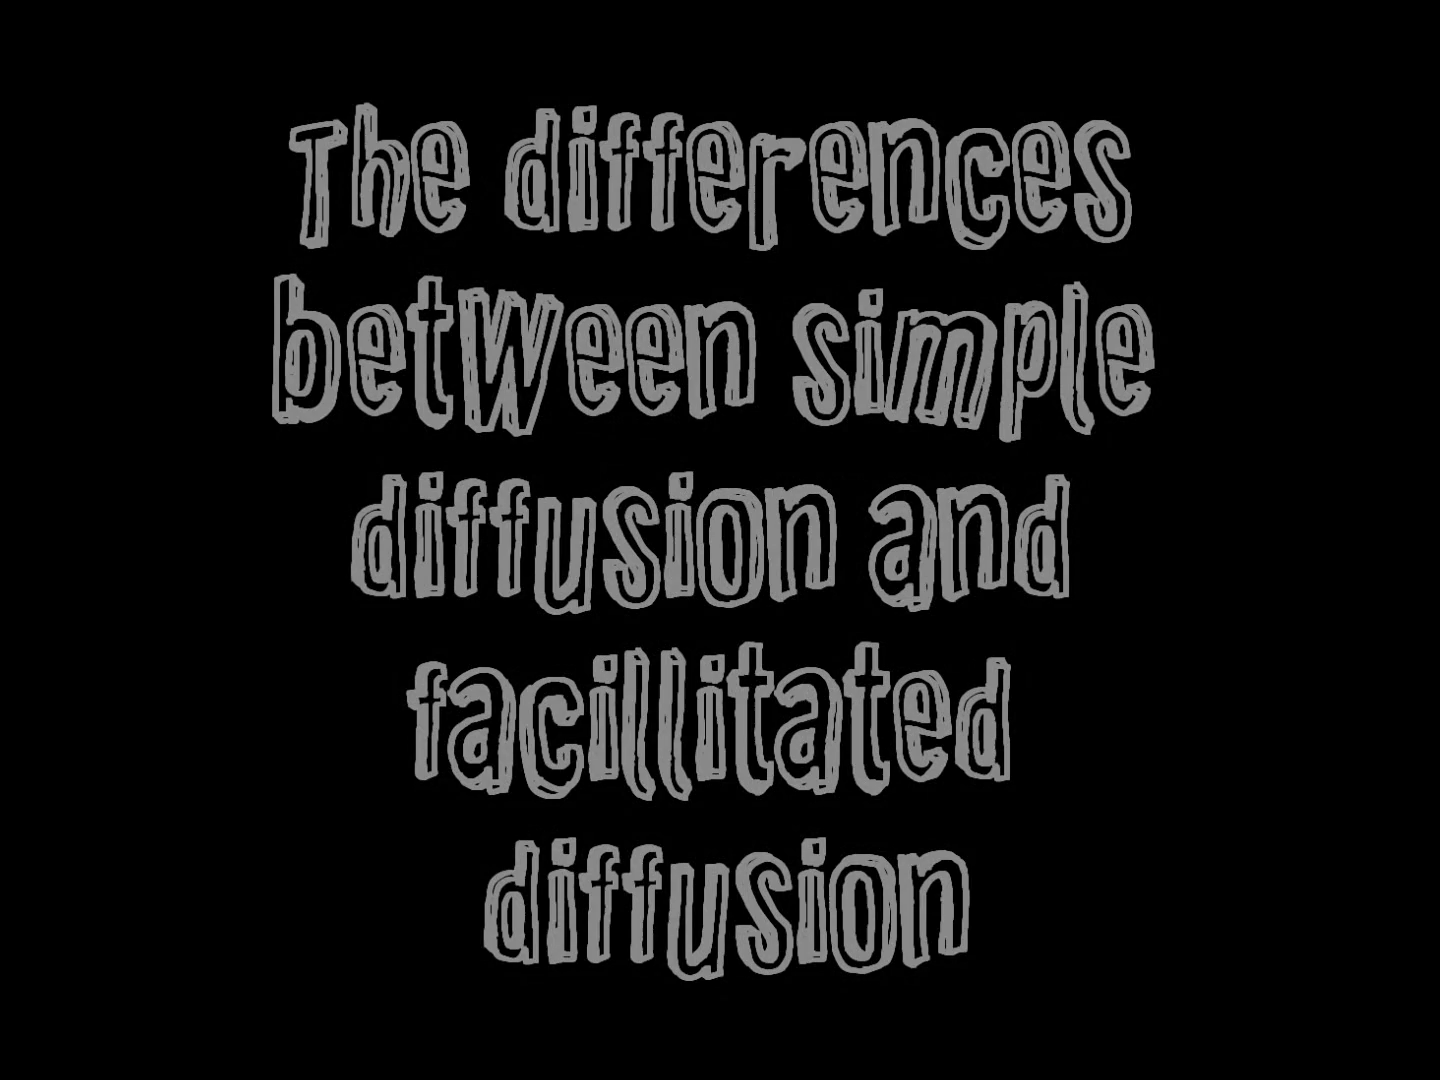 The differences
between simple
diffusion and
facillitated
diffusion